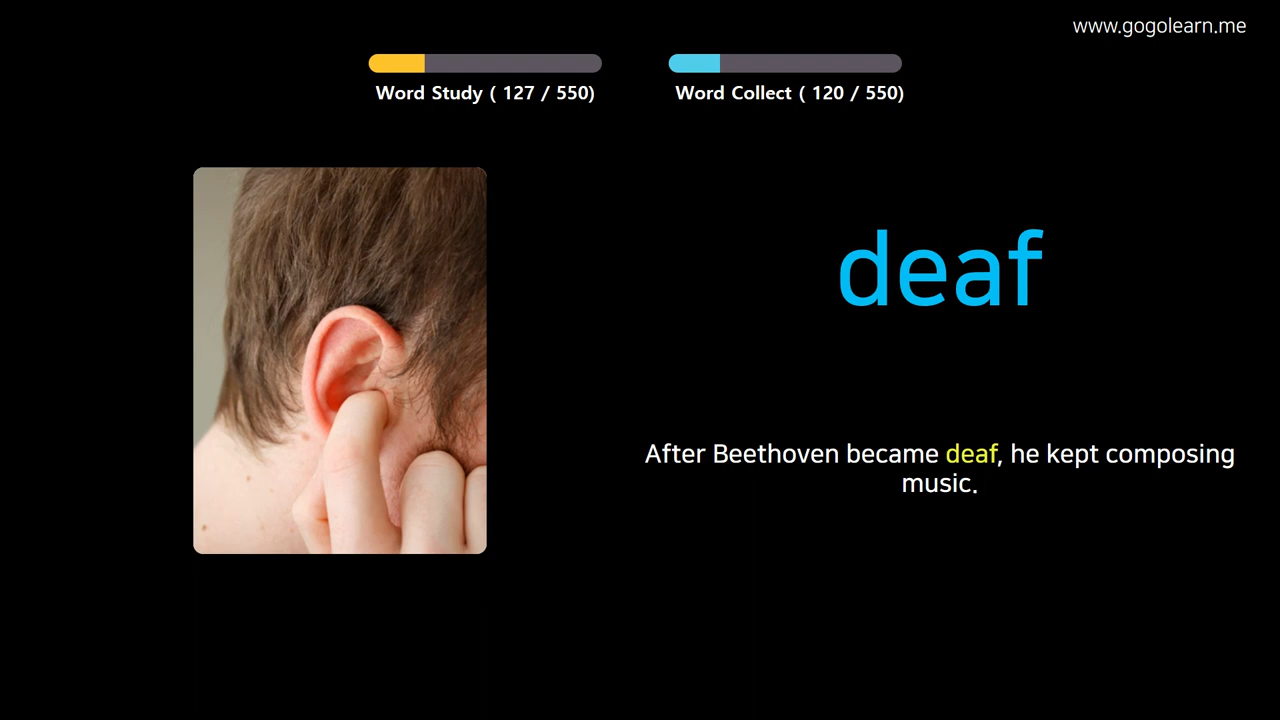 www.gogolearn.me
Word Study ( 127 / 550)
Word Collect ( 120 / 550)
deaf
After Beethoven became deaf, he kept composing
music.